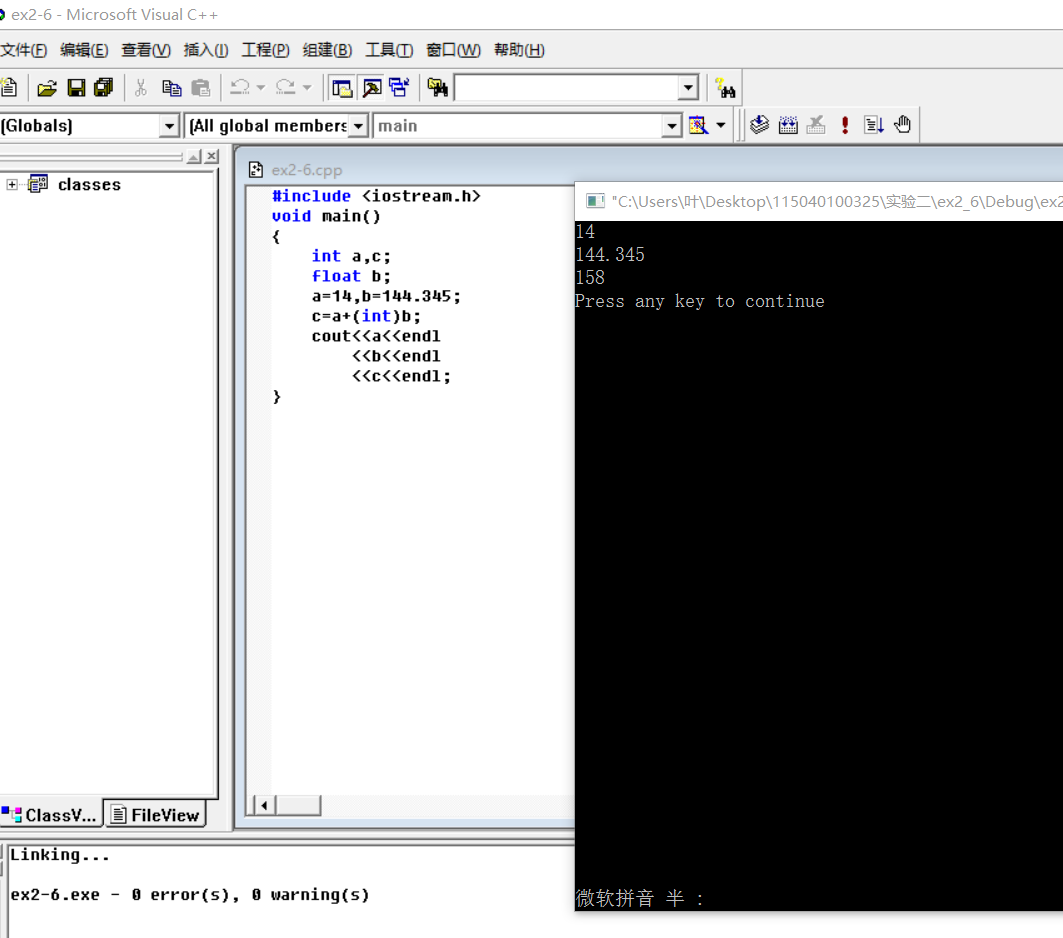 ex2-6 - Microsoft Visual C++
文件(F) 编辑(E) 查看(V) 插入(I) 工程(P) 组建(B) 工具(T) 窗口(W) 帮助(H)
(Globals) (All global members main
classes
ex2-6.cpp
#include <iostream.h>
void main()
{
int a,c;
float b;
a=14,b=144.345;
c=a+(int)b;
cout<<a<<endl
<<b<<endl
<<c<<endl;
}
"C:\Users\叶\Desktop\115040100325\实验二\ex2_6\Debug\ex2
14
144.345
158
Press any key to continue
微软拼音 半 :
ClassV... FileView
Linking...
ex2-6.exe - 0 error(s), 0 warning(s)